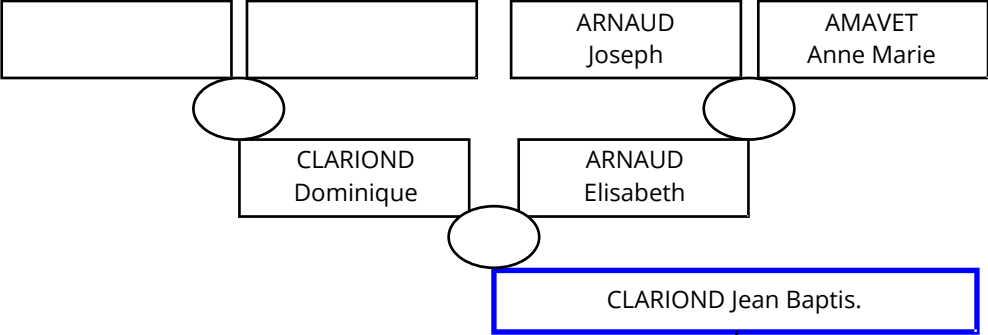 ARNAUD
Joseph
AMAVET
Anne Marie
CLARIOND
Dominique
ARNAUD
Elisabeth
CLARIOND Jean Baptis.